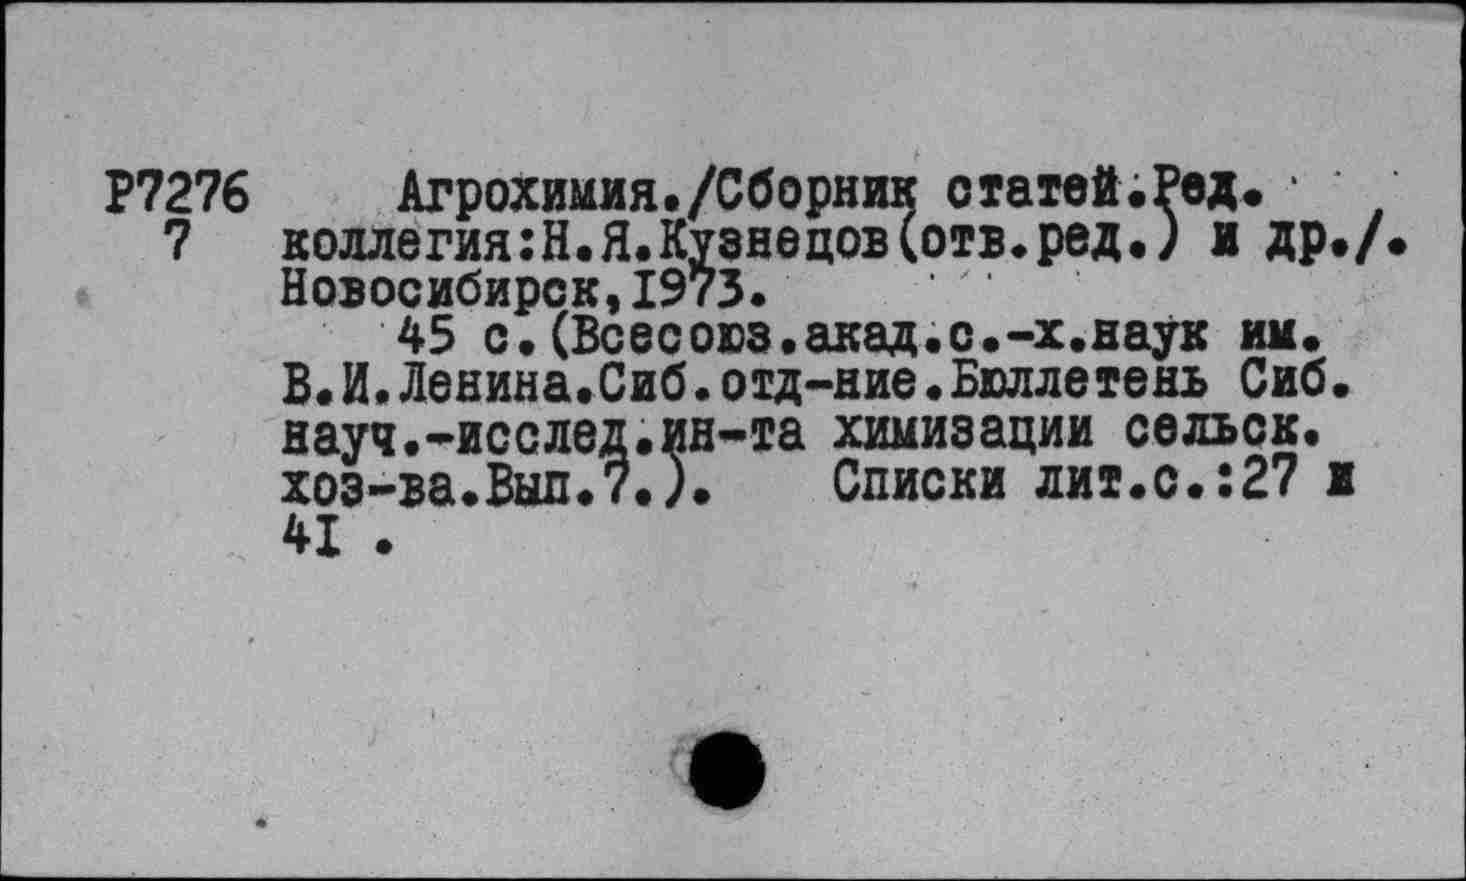 Р7276 Агрохимия./Сборник статей.Ред.
7 коллегия:Н.Я.Кузнецов(отв.ред.) и др./.
Новосибирск,1973.
45 с.(Всесоюз.акад.с.-х.наук им.
В.И.Ленина.Сиб.отд-ние.Бюллетень Сиб.
науч.-исслед.ин-та химизации сельск.
хоз-ва.Вып.7.). Списки лит.с.:27 и
41 .